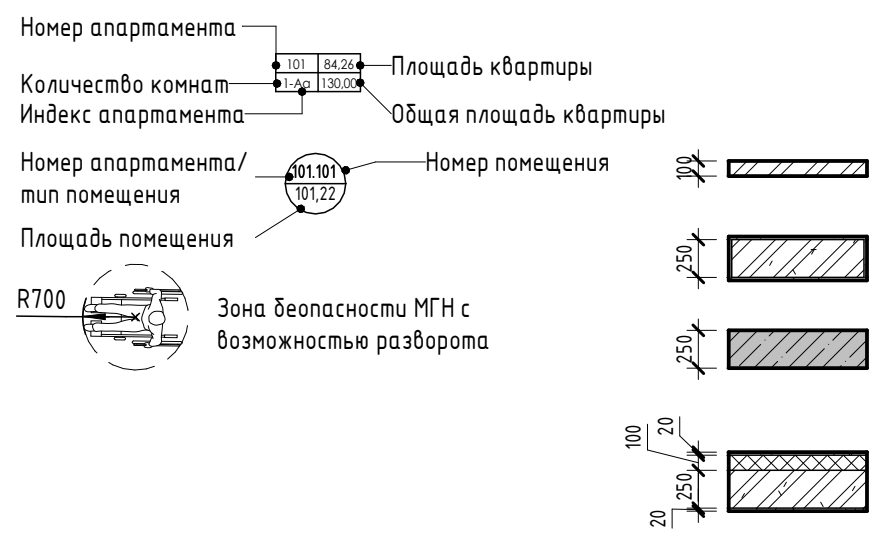 Номер апартамента
101 84,26
Площадь квартиры
Количество комнат
1-Аа 130,00
Индекс апартамента
Общая площадь квартиры
Номер апартамента/
тип помещения
101.101
101,22
Номер помещения
Площадь помещения
R700
Зона беопасности МГН с
возможностью разворота
100
250
250
20
100
250
20